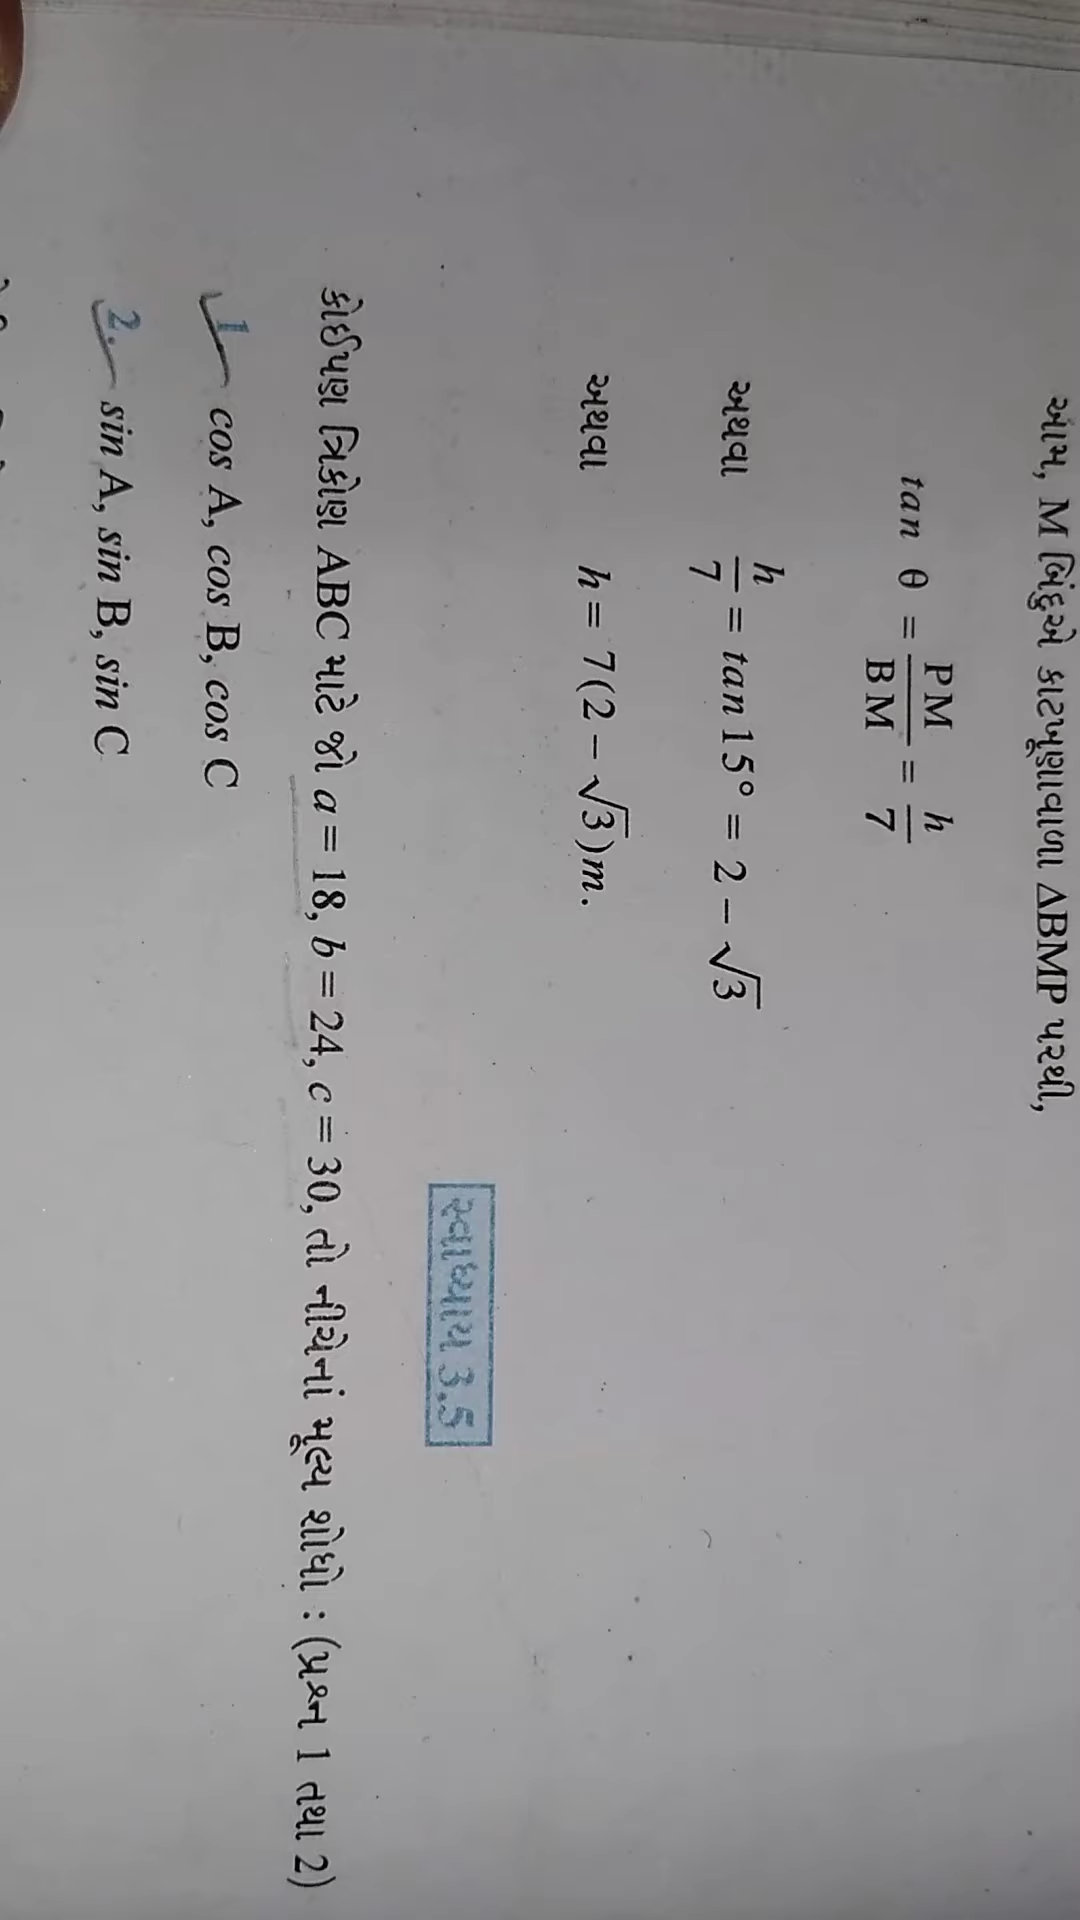 આમ, M બિંદુએ કાટખૂણાવાળા ΔBMP પરથી,
tan θ = PM/BM = h/7
અથવા h/7 = tan 15° = 2 – √3
અથવા h = 7(2 – √3)m.
સ્વાધ્યાય 3.5
કોઈપણ ત્રિકોણ ABC માટે જો a = 18, b = 24, c = 30, તો નીચેનાં મૂલ્ય શોધો : (પ્રશ્ન 1 તથા 2)
1. cos A, cos B, cos C
2. sin A, sin B, sin C